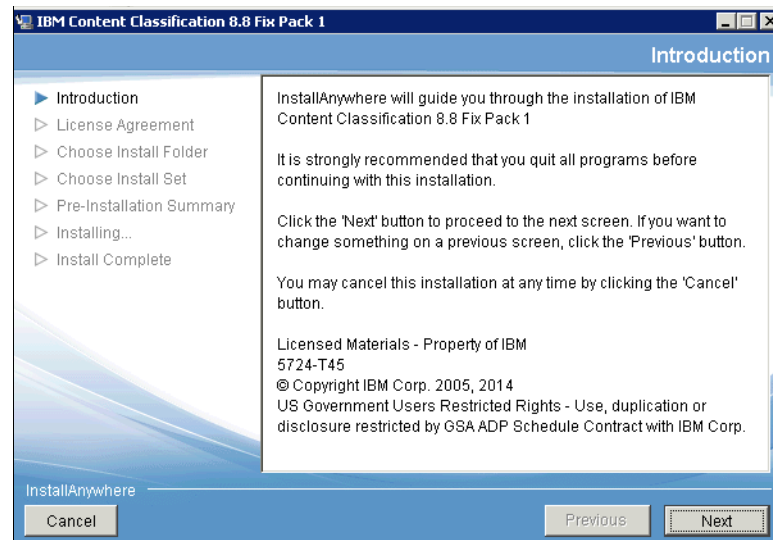 IBM Content Classification 8.8 Fix Pack 1
Introduction
Introduction
License Agreement
Choose Install Folder
Choose Install Set
Pre-Installation Summary
Installing...
Install Complete
InstallAnywhere will guide you through the installation of IBM
Content Classification 8.8 Fix Pack 1
It is strongly recommended that you quit all programs before
continuing with this installation.
Click the 'Next' button to proceed to the next screen. If you want to
change something on a previous screen, click the 'Previous' button.
You may cancel this installation at any time by clicking the 'Cancel'
button.
Licensed Materials - Property of IBM
5724-T45
© Copyright IBM Corp. 2005, 2014
US Government Users Restricted Rights - Use, duplication or
disclosure restricted by GSA ADP Schedule Contract with IBM Corp.
InstallAnywhere
Cancel
Previous
Next